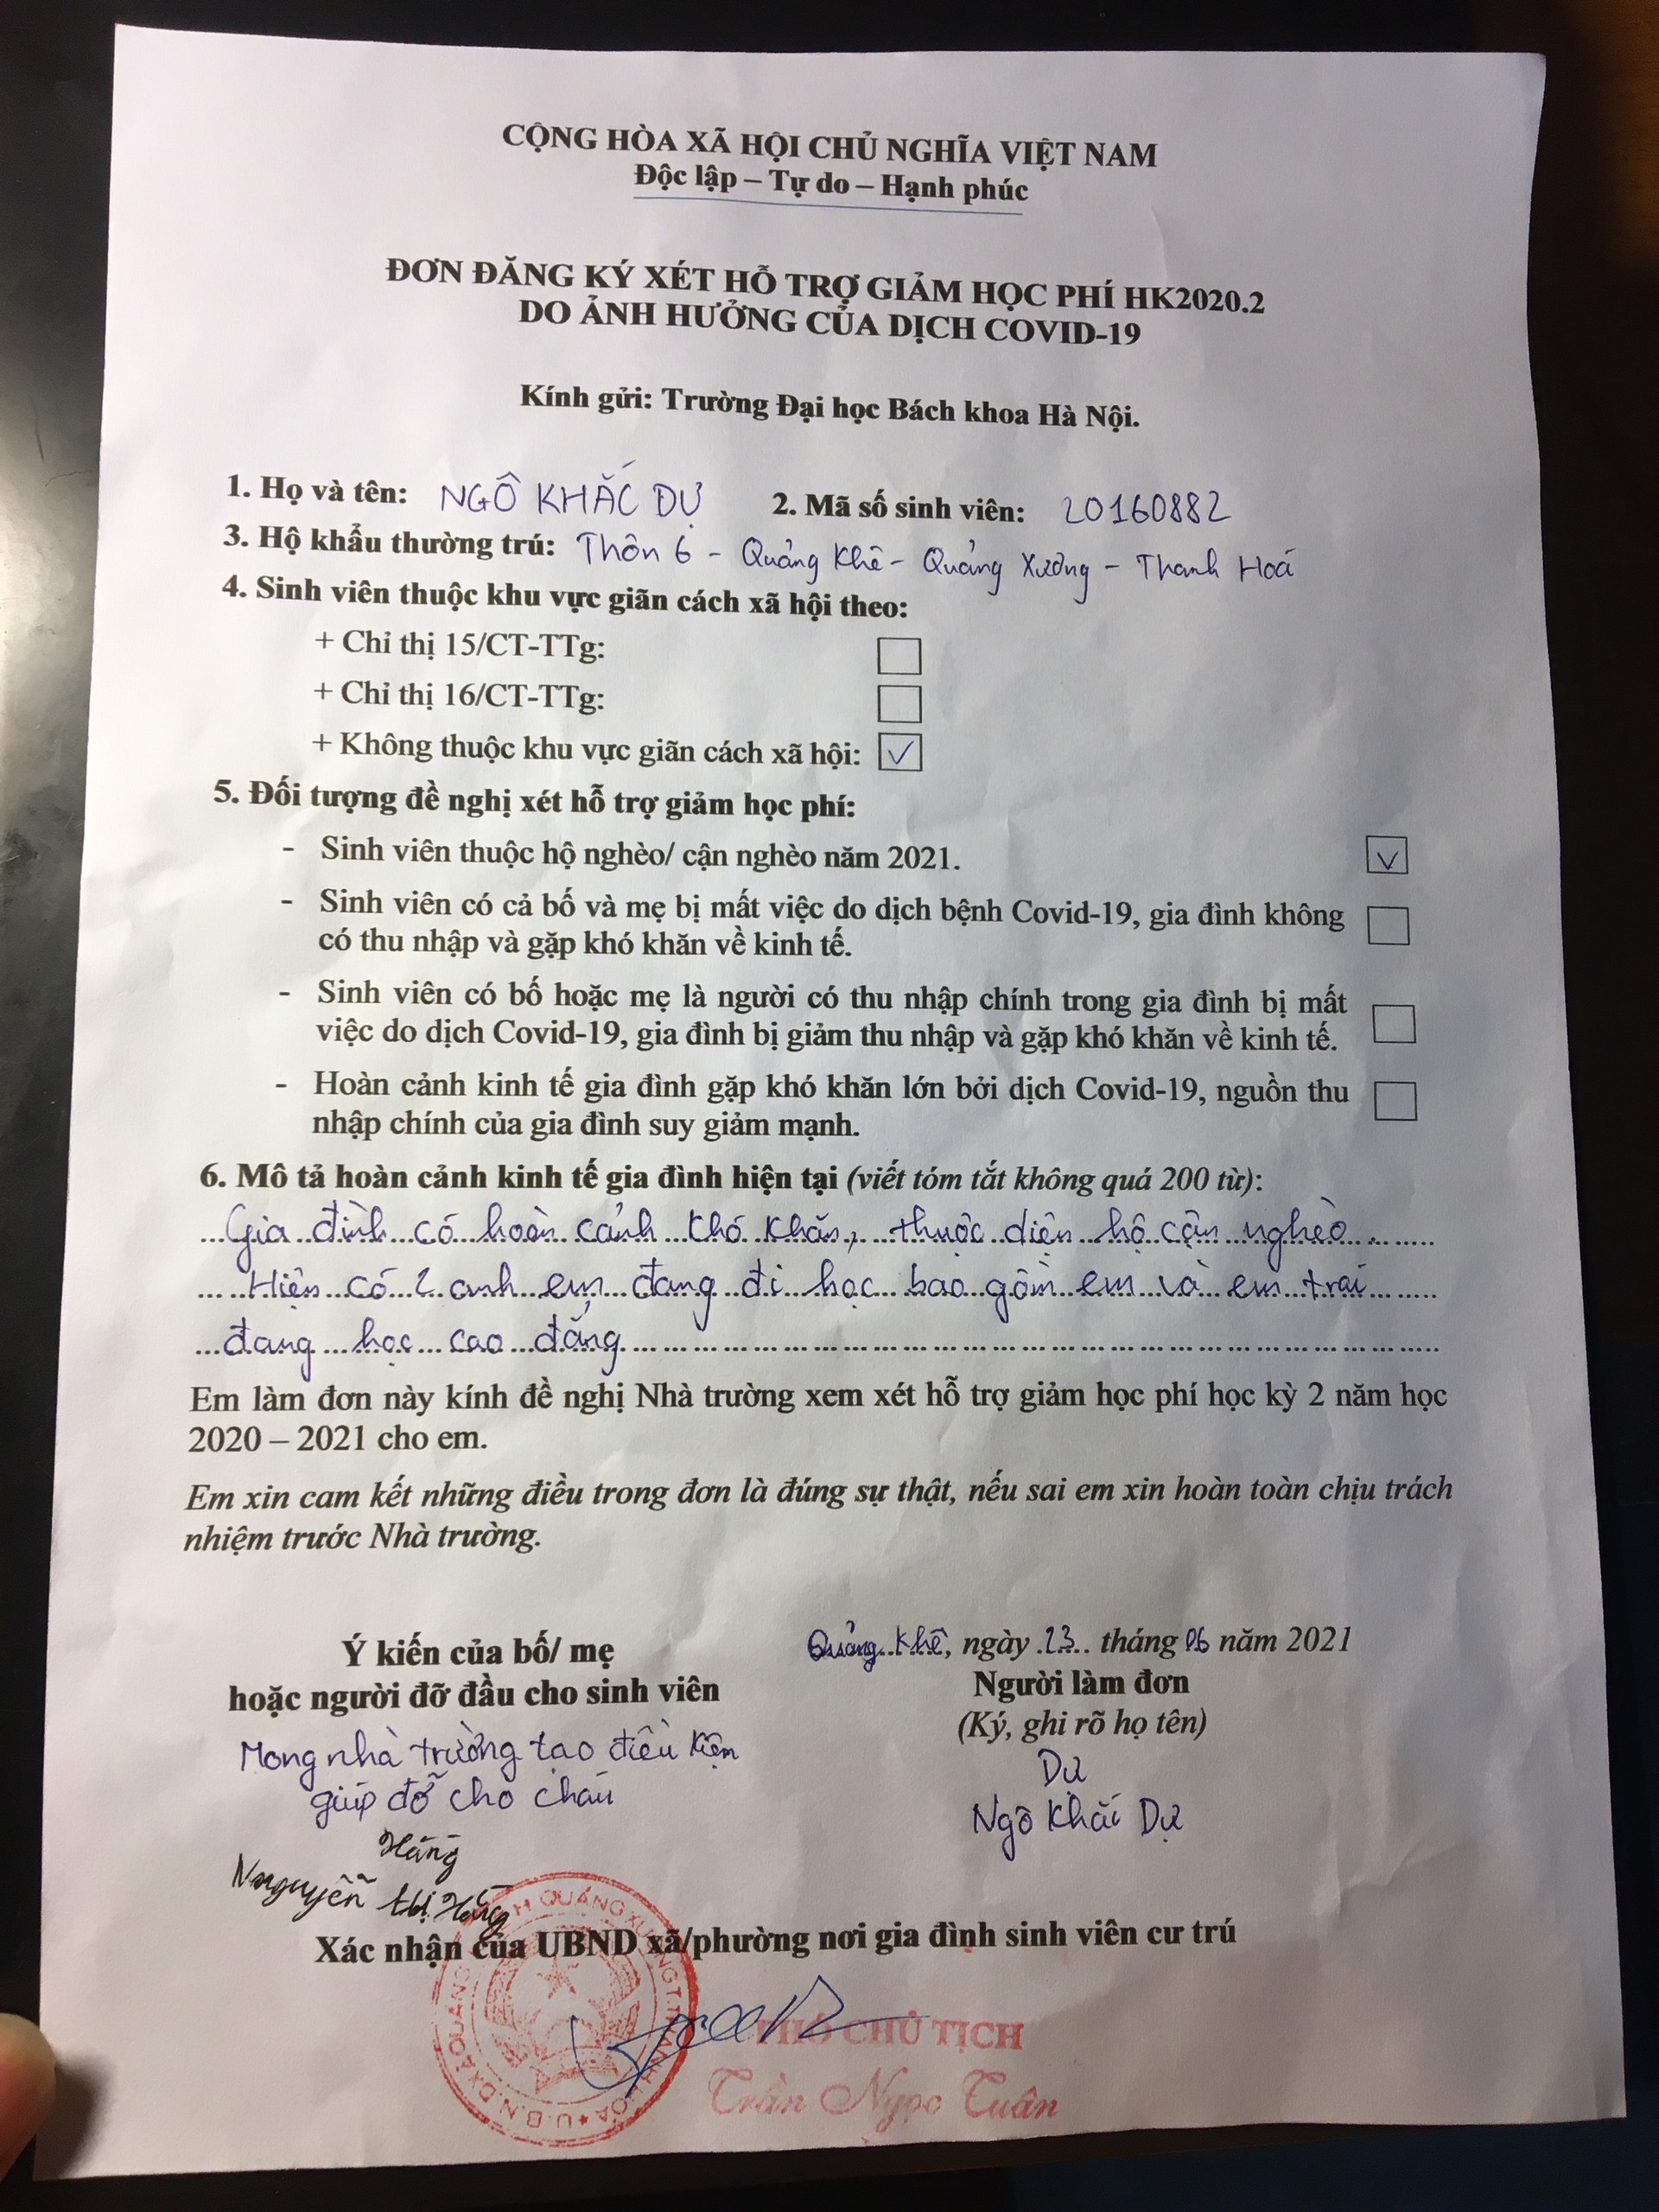 CỘNG HÒA XÃ HỘI CHỦ NGHĨA VIỆT NAM
Độc lập – Tự do – Hạnh phúc
ĐƠN ĐĂNG KÝ XÉT HỖ TRỢ GIẢM HỌC PHÍ HK2020.2
DO ẢNH HƯỞNG CỦA DỊCH COVID-19
Kính gửi: Trường Đại học Bách khoa Hà Nội.
1. Họ và tên: NGÔ KHẮC DỰ 2. Mã số sinh viên: 20160882
3. Hộ khẩu thường trú: Thôn 6 - Quảng Khê - Quảng Xương - Thanh Hoá
4. Sinh viên thuộc khu vực giãn cách xã hội theo:
+ Chỉ thị 15/CT-TTg:
+ Chỉ thị 16/CT-TTg:
+ Không thuộc khu vực giãn cách xã hội: ✓
5. Đối tượng đề nghị xét hỗ trợ giảm học phí:
- Sinh viên thuộc hộ nghèo/ cận nghèo năm 2021. ✓
- Sinh viên có cả bố và mẹ bị mất việc do dịch bệnh Covid-19, gia đình không
có thu nhập và gặp khó khăn về kinh tế.
- Sinh viên có bố hoặc mẹ là người có thu nhập chính trong gia đình bị mất
việc do dịch Covid-19, gia đình bị giảm thu nhập và gặp khó khăn về kinh tế.
- Hoàn cảnh kinh tế gia đình gặp khó khăn lớn bởi dịch Covid-19, nguồn thu
nhập chính của gia đình suy giảm mạnh.
6. Mô tả hoàn cảnh kinh tế gia đình hiện tại (viết tóm tắt không quá 200 từ):
Gia đình có hoàn cảnh khó khăn, thuộc diện hộ cận nghèo
Hiện có 2 anh em đang đi học bao gồm em và em trai
đang học cao đẳng
Em làm đơn này kính đề nghị Nhà trường xem xét hỗ trợ giảm học phí học kỳ 2 năm học
2020 – 2021 cho em.
Em xin cam kết những điều trong đơn là đúng sự thật, nếu sai em xin hoàn toàn chịu trách
nhiệm trước Nhà trường.
Quảng Khê, ngày 23 tháng 06 năm 2021
Ý kiến của bố/ mẹ
hoặc người đỡ đầu cho sinh viên
Người làm đơn
(Ký, ghi rõ họ tên)
Mong nhà trường tạo điều kiện
giúp đỡ cho cháu
Dự
Ngô Khắc Dự
Hằng
Nguyễn thị Hằng
Xác nhận của UBND xã/phường nơi gia đình sinh viên cư trú
PHÓ CHỦ TỊCH
Trần Ngọc Tuân